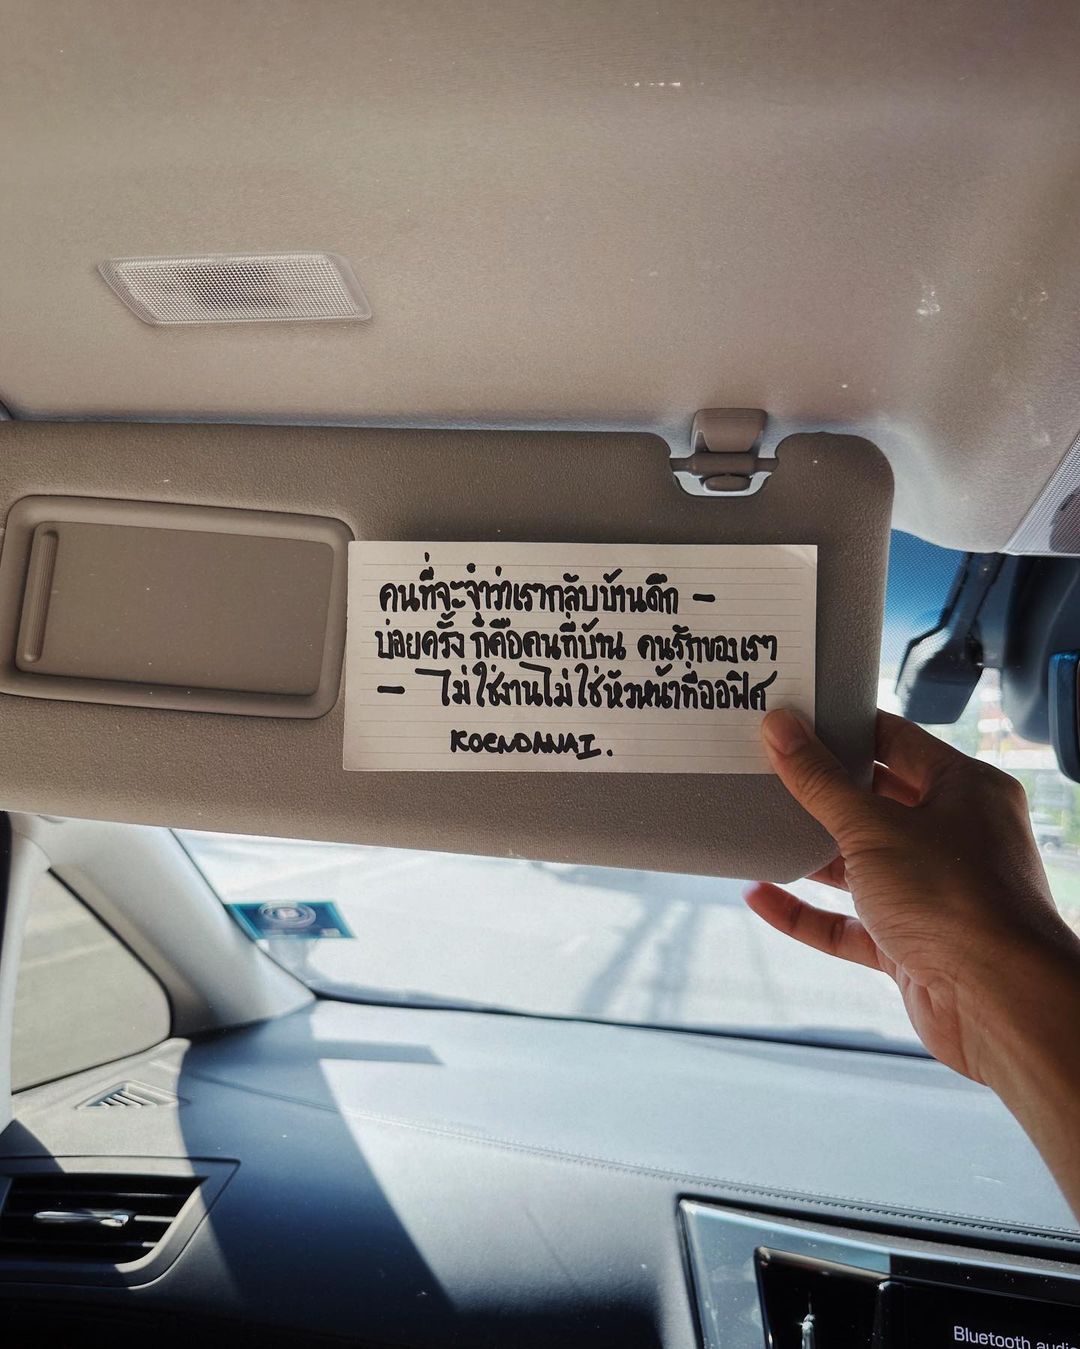 คนที่จะจำว่าเรากลับบ้านดึก –
บ่อยครั้ง ก็คือคนที่บ้าน คนรักของเรา
– ไม่ใช่งานไม่ใช่หัวหน้าที่ออฟิศ
KOENDANAI.
Bluetooth audio